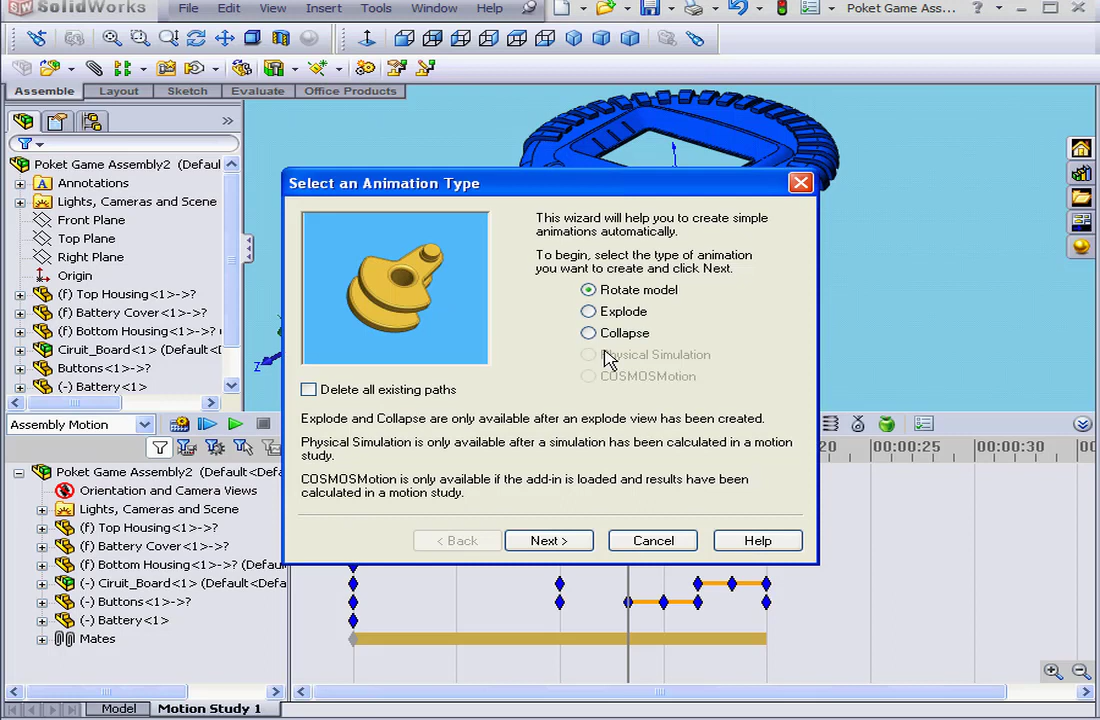 SolidWorks File Edit View Insert Tools Window Help Poket Game Ass...
Assemble Layout Sketch Evaluate Office Products
Poket Game Assembly2 (Defaul
Annotations
Lights, Cameras and Scene
Front Plane
Top Plane
Right Plane
Origin
(f) Top Housing<1>->?
(f) Battery Cover<1>->?
(f) Bottom Housing<1>->?
Ciruit_Board<1> (Default<D
Buttons<1>->?
(-) Battery<1>
Z
Select an Animation Type
This wizard will help you to create simple
animations automatically.
To begin, select the type of animation
you want to create and click Next.
Rotate model
Explode
Collapse
Physical Simulation
COSMOSMotion
Delete all existing paths
Explode and Collapse are only available after an explode view has been created.
Physical Simulation is only available after a simulation has been calculated in a motion
study.
COSMOSMotion is only available if the add-in is loaded and results have been
calculated in a motion study.
< Back Next > Cancel Help
Assembly Motion
20 00:00:25 00:00:30 00
Poket Game Assembly2 (Default<De
Orientation and Camera Views
Lights, Cameras and Scene
(f) Top Housing<1>->?
(f) Battery Cover<1>->?
(f) Bottom Housing<1>->? (Defau
(-) Ciruit_Board<1> (Default<Defa
(-) Buttons<1>->?
(-) Battery<1>
Mates
Model Motion Study 1